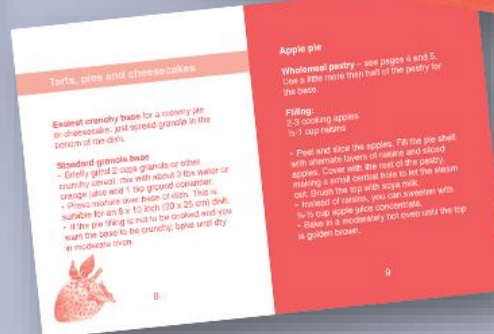 Tarts, pies and cheesecakes
Easiest crunchy base for a creamy pie
or cheesecake: just spread granola in the
bottom of the dish.
Standard granola base
• Briefly grind 2 cups granola or other
crunchy cereal, mix with about 3 tbs water or
orange juice and 1 tsp ground coriander.
• Press mixture over base of dish. This is
suitable for an 8 x 10 inch (20 x 25 cm) dish.
• If the pie filling is not to be cooked and you
want the base to be crunchy, bake until dry
in moderate oven.
8
Apple pie
Wholemeal pastry – see pages 4 and 5.
Use a little more than half of the pastry for
the base.
Filling:
2-3 cooking apples
½-1 cup raisins
• Peel and slice the apples. Fill the pie shell
with alternate layers of raisins and sliced
apples. Cover with the rest of the pastry,
making a small central hole to let the steam
out. Brush the top with soya milk.
• Instead of raisins, you can sweeten with
cup apple juice concentrate.
• Bake in a moderately hot oven until the top
is golden brown.
9